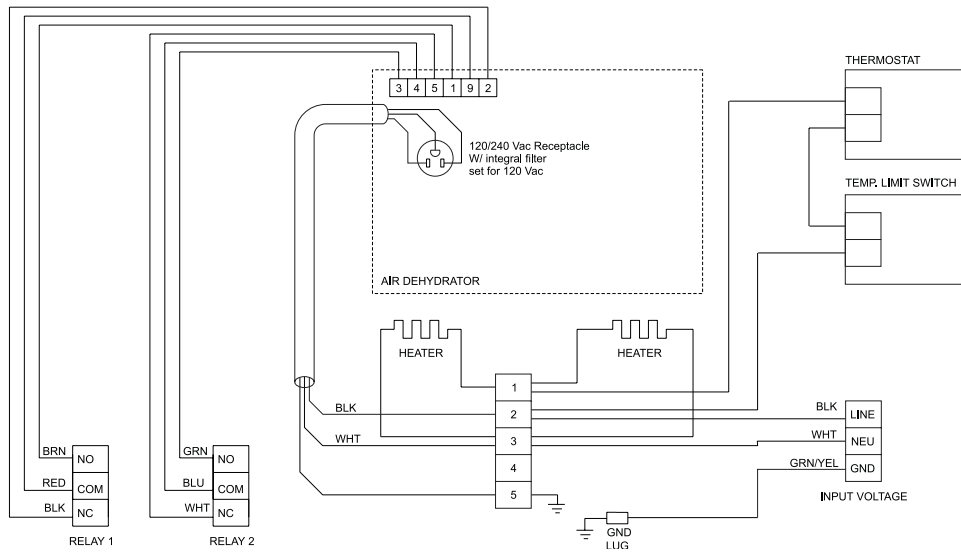 THERMOSTAT
3 4 5 1 9 2
120/240 Vac Receptacle
W/ integral filter
set for 120 Vac
TEMP. LIMIT SWITCH
AIR DEHYDRATOR
HEATER
HEATER
1
2
3
4
5
BLK
WHT
BLK
WHT
GRN/YEL
LINE
NEU
GND
INPUT VOLTAGE
GND
LUG
BRN
RED
BLK
NO
COM
NC
RELAY 1
GRN
BLU
WHT
NO
COM
NC
RELAY 2